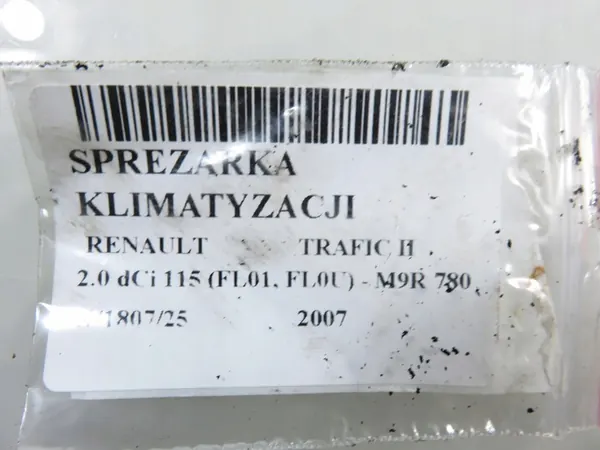 SPREZARKA
KLIMATYZACJI
RENAULT TRAFIC II
2.0 dCi 115 (FL01, FL0U) - M9R 780
/1807/25 2007